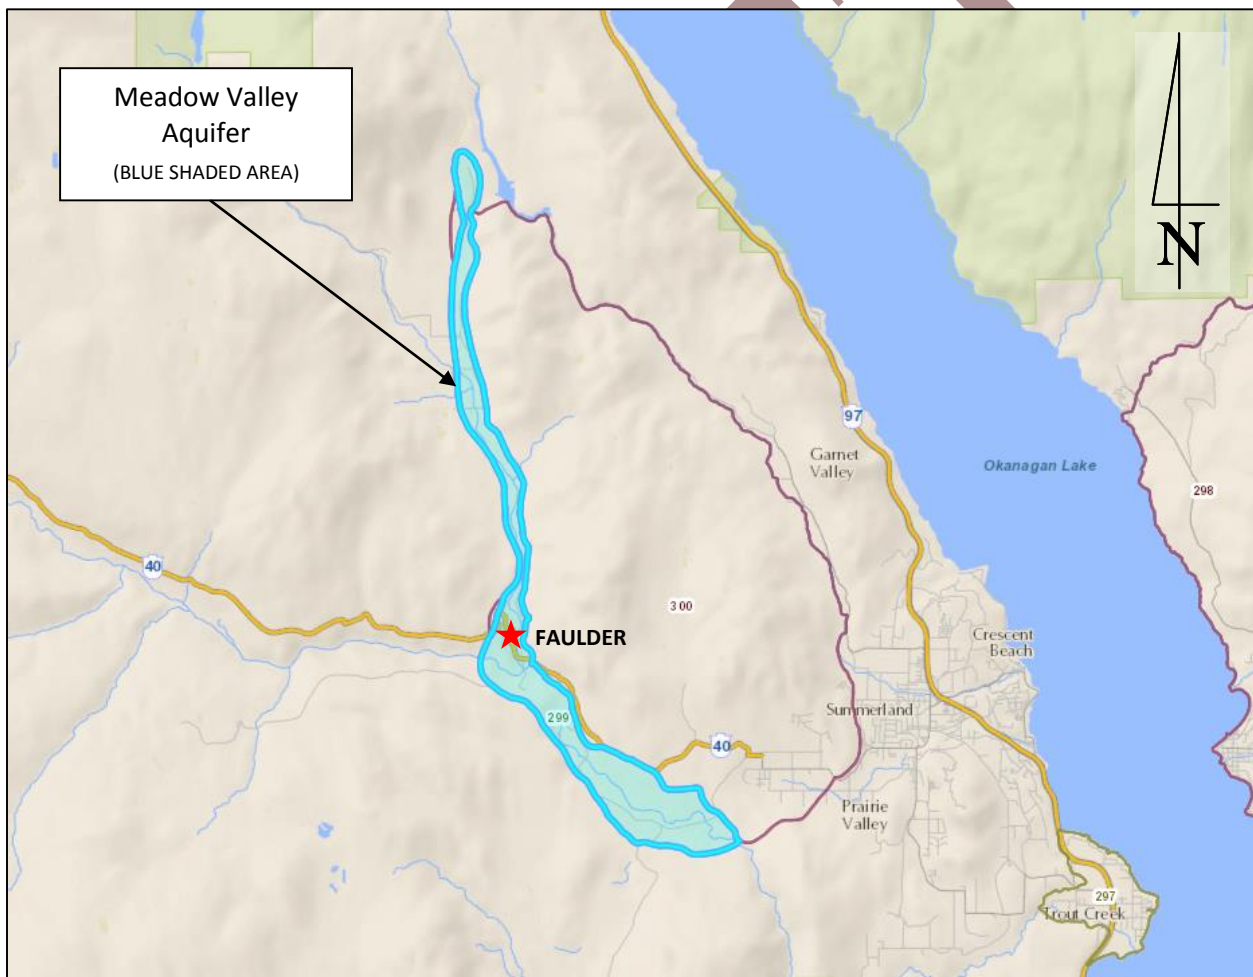 Meadow Valley
Aquifer
(BLUE SHADED AREA)
N
97
Garnet
Valley
Okanagan Lake
298
40
300
FAULDER
Crescent
Beach
299
Summerland
40
Prairie
Valley
297
Trout Creek